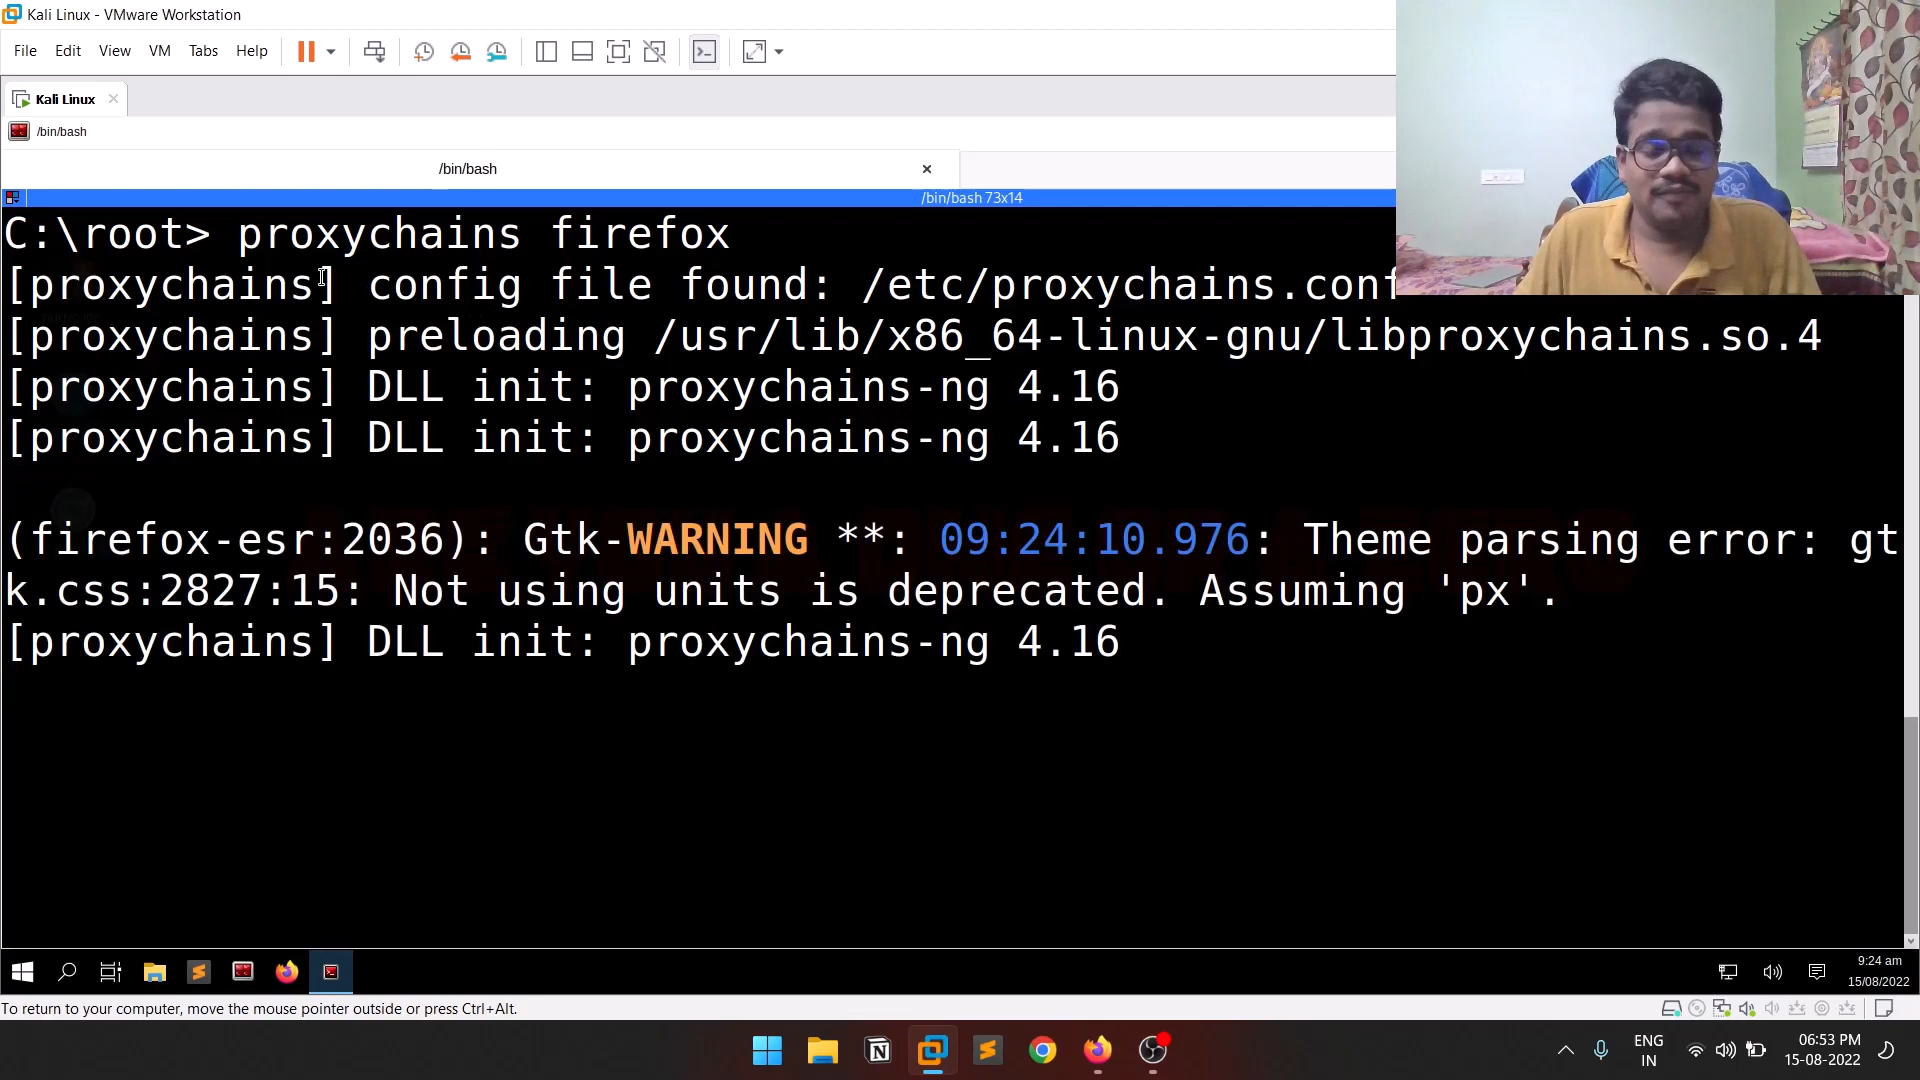 Kali Linux - VMware Workstation
File Edit View VM Tabs Help
Kali Linux
/bin/bash
/bin/bash
/bin/bash 73x14
C:\root> proxychains firefox
[proxychains] config file found: /etc/proxychains.conf
[proxychains] preloading /usr/lib/x86_64-linux-gnu/libproxychains.so.4
[proxychains] DLL init: proxychains-ng 4.16
[proxychains] DLL init: proxychains-ng 4.16
(firefox-esr:2036): Gtk-WARNING **: 09:24:10.976: Theme parsing error: gt
k.css:2827:15: Not using units is deprecated. Assuming 'px'.
[proxychains] DLL init: proxychains-ng 4.16
9:24 am
15/08/2022
To return to your computer, move the mouse pointer outside or press Ctrl+Alt.
ENG
IN
06:53 PM
15-08-2022